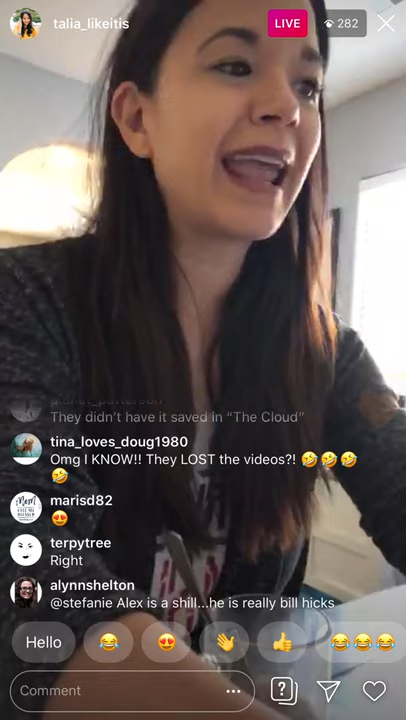 talia_likeitis
LIVE
282
They didn't have it saved in “The Cloud”
tina_loves_doug1980
Omg I KNOW!! They LOST the videos?! 🤣🤣🤣
🤣
marisd82
😍
terpytree
Right
alynnshelton
@stefanie Alex is a shill...he is really bill hicks
Hello 😂 😍 👋 👍 😂😂😂
Comment ...